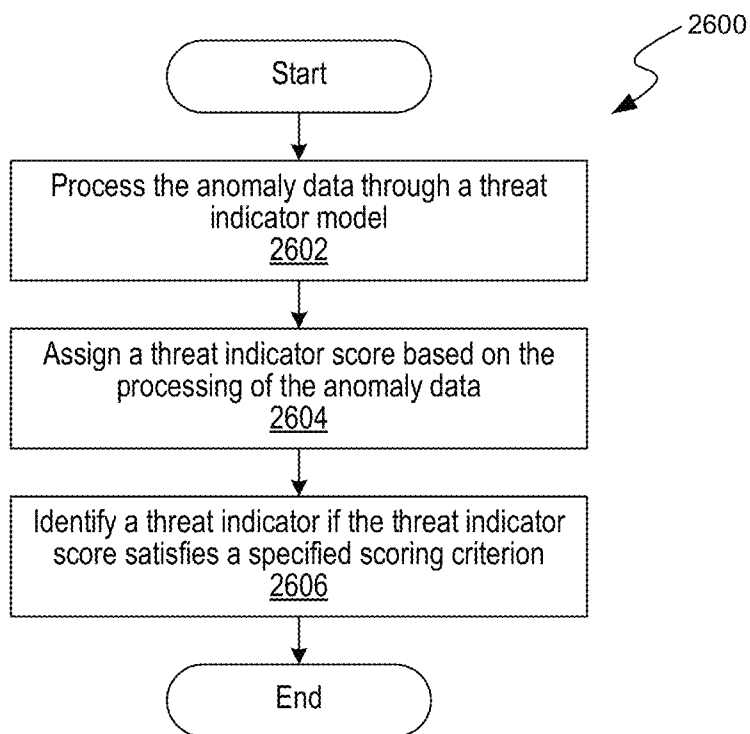 2600
Start
Process the anomaly data through a threat
indicator model
2602
Assign a threat indicator score based on the
processing of the anomaly data
2604
Identify a threat indicator if the threat indicator
score satisfies a specified scoring criterion
2606
End